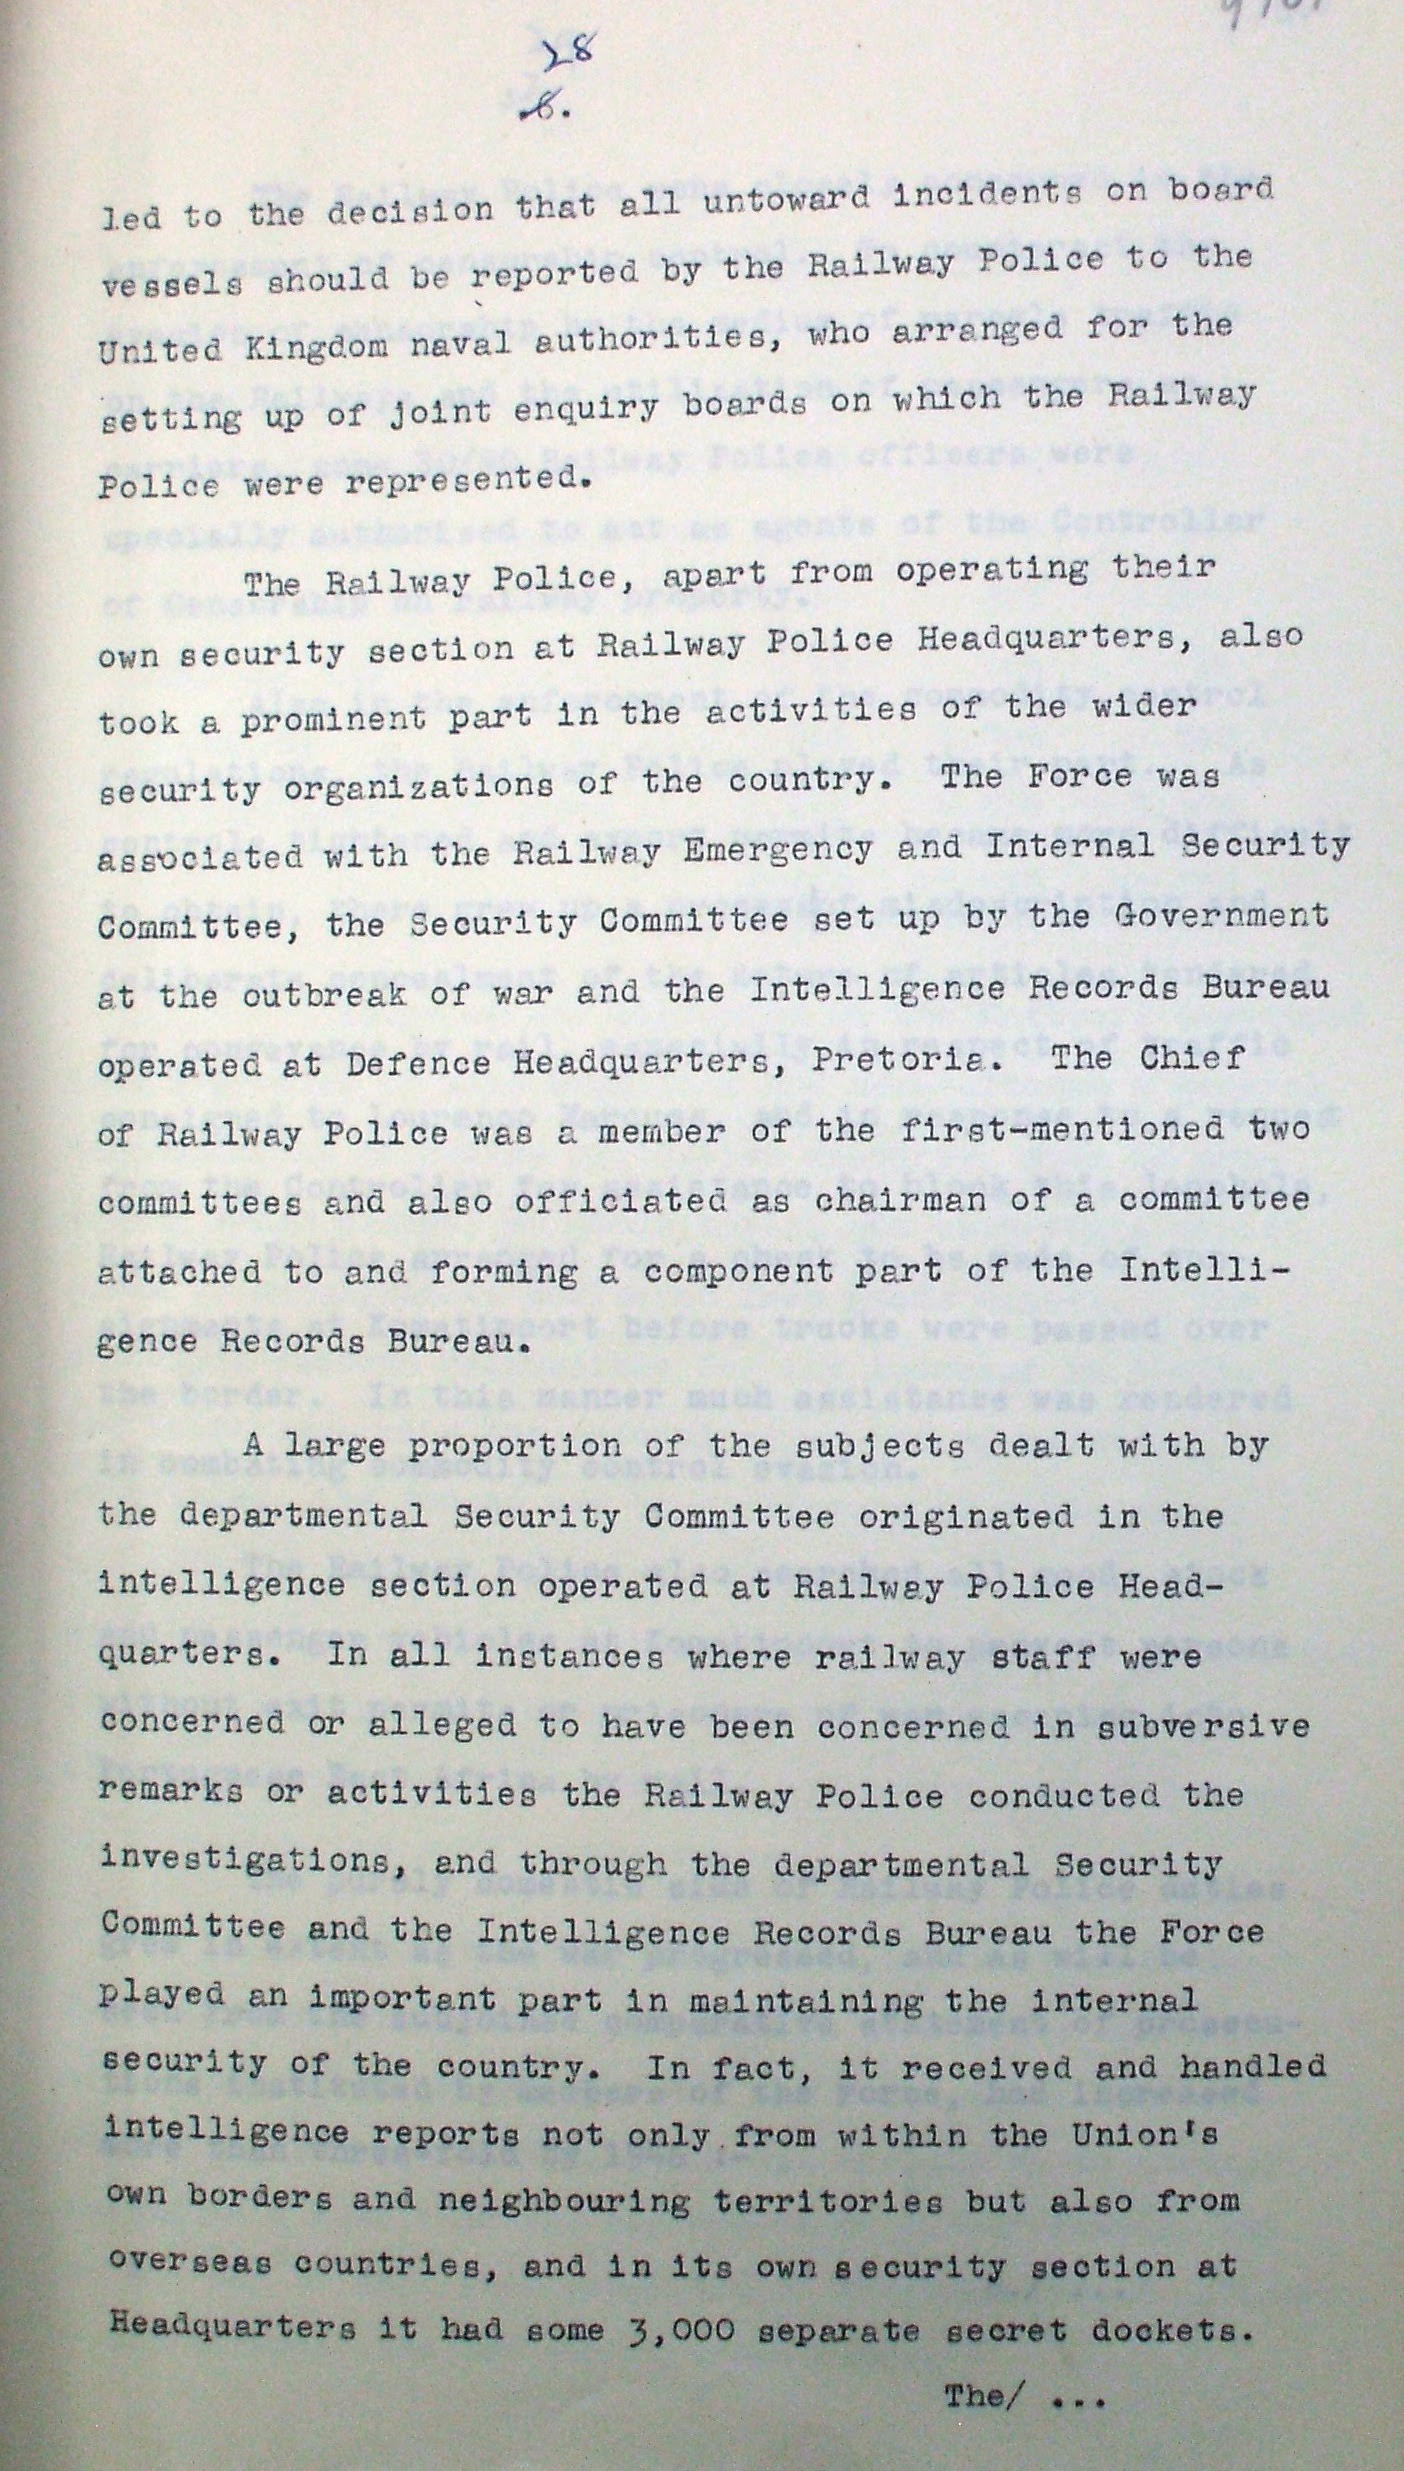 28
8.
led to the decision that all untoward incidents on board
vessels should be reported by the Railway Police to the
United Kingdom naval authorities, who arranged for the
setting up of joint enquiry boards on which the Railway
Police were represented.
The Railway Police, apart from operating their
own security section at Railway Police Headquarters, also
took a prominent part in the activities of the wider
security organizations of the country. The Force was
associated with the Railway Emergency and Internal Security
Committee, the Security Committee set up by the Government
at the outbreak of war and the Intelligence Records Bureau
operated at Defence Headquarters, Pretoria. The Chief
of Railway Police was a member of the first-mentioned two
committees and also officiated as chairman of a committee
attached to and forming a component part of the Intelli-
gence Records Bureau.
A large proportion of the subjects dealt with by
the departmental Security Committee originated in the
intelligence section operated at Railway Police Head-
quarters. In all instances where railway staff were
concerned or alleged to have been concerned in subversive
remarks or activities the Railway Police conducted the
investigations, and through the departmental Security
Committee and the Intelligence Records Bureau the Force
played an important part in maintaining the internal
security of the country. In fact, it received and handled
intelligence reports not only from within the Union's
own borders and neighbouring territories but also from
overseas countries, and in its own security section at
Headquarters it had some 3,000 separate secret dockets.
The/ ...